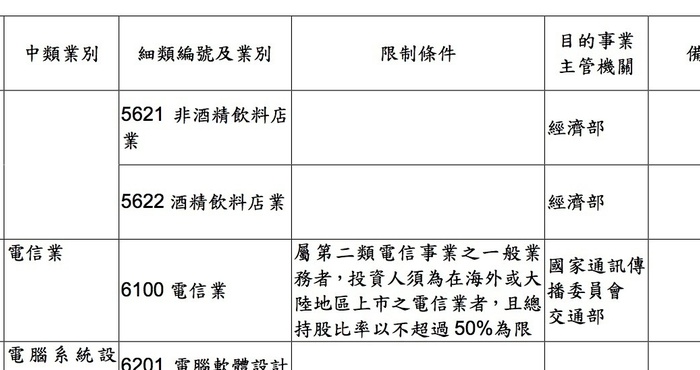 中類業別
細類編號及業別
限制條件
目的事業
主管機關
5621 非酒精飲料店
業
經濟部
5622 酒精飲料店業
經濟部
電信業
6100 電信業
屬第二類電信事業之一般業
務者，投資人須為在海外或大
陸地區上市之電信業者，且總
持股比率以不超過 50%為限
國家通訊傳
播委員會
交通部
電腦系統設
6201 電腦軟體設計